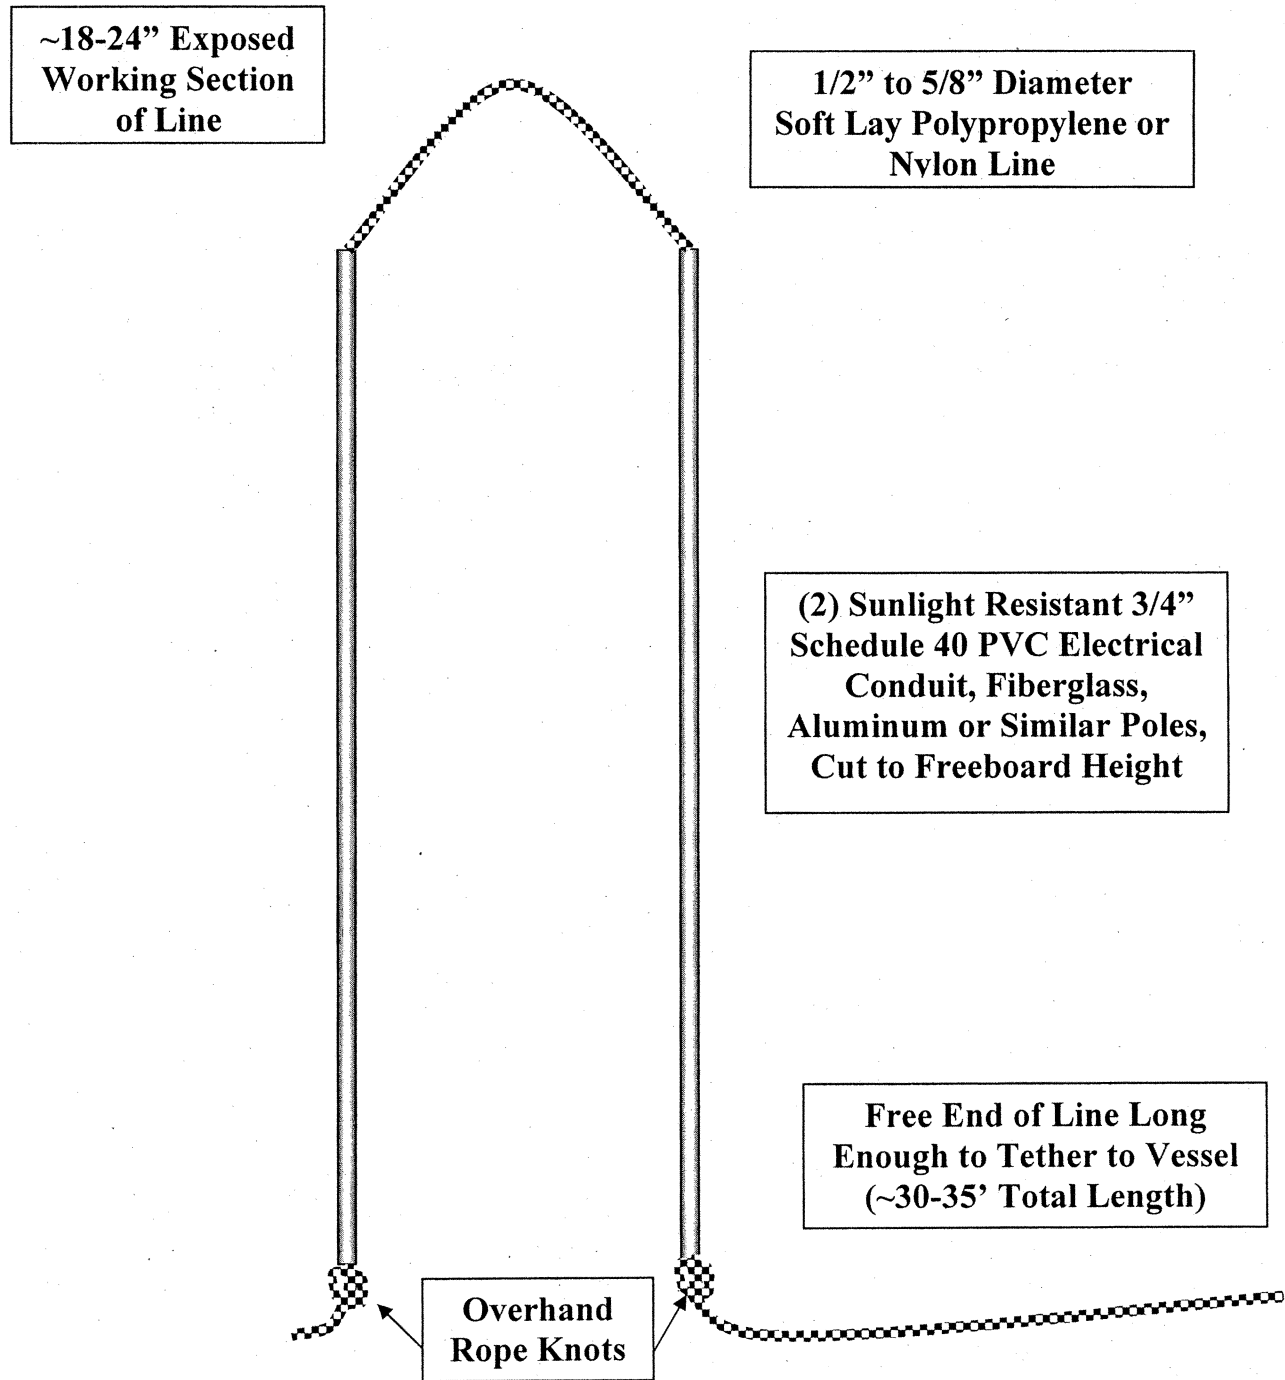 ~18-24” Exposed
Working Section
of Line
1/2” to 5/8” Diameter
Soft Lay Polypropylene or
Nylon Line
(2) Sunlight Resistant 3/4”
Schedule 40 PVC Electrical
Conduit, Fiberglass,
Aluminum or Similar Poles,
Cut to Freeboard Height
Free End of Line Long
Enough to Tether to Vessel
(~30-35’ Total Length)
Overhand
Rope Knots